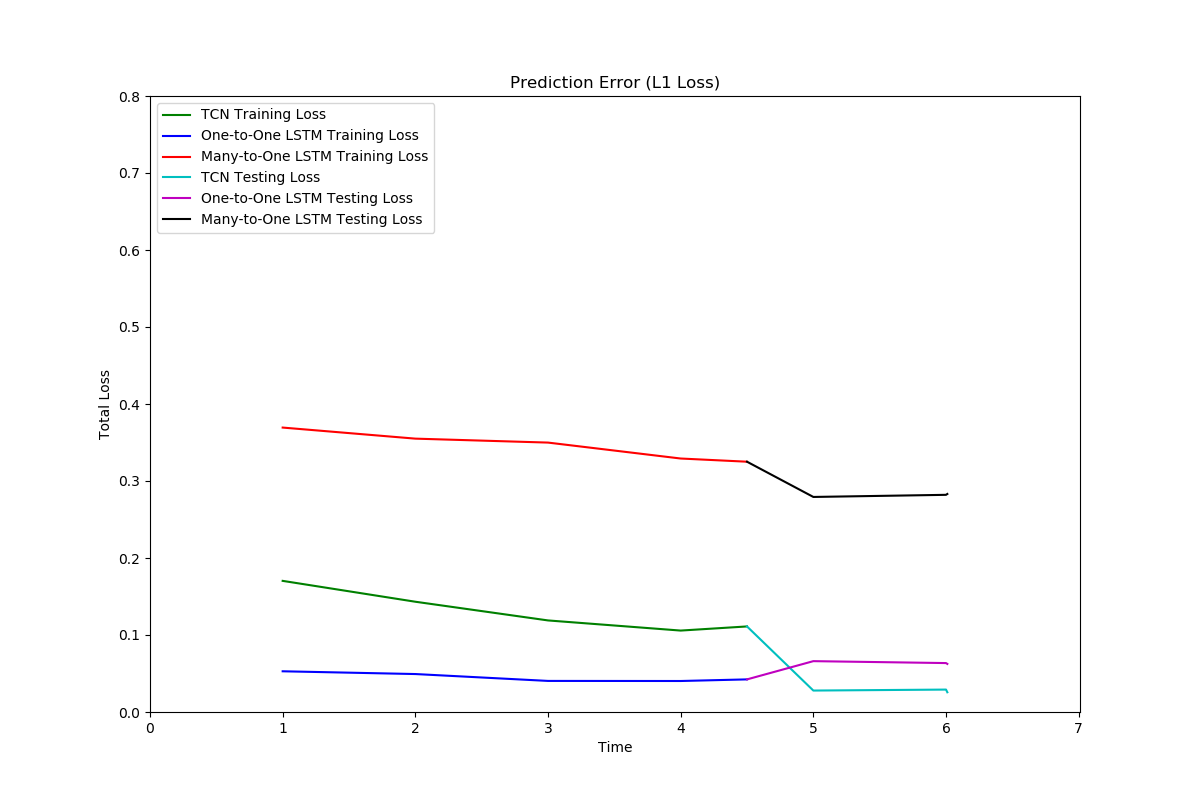 Prediction Error (L1 Loss)
TCN Training Loss
One-to-One LSTM Training Loss
Many-to-One LSTM Training Loss
TCN Testing Loss
One-to-One LSTM Testing Loss
Many-to-One LSTM Testing Loss
Total Loss
0.8
0.7
0.6
0.5
0.4
0.3
0.2
0.1
0.0
0 1 2 3 4 5 6 7
Time